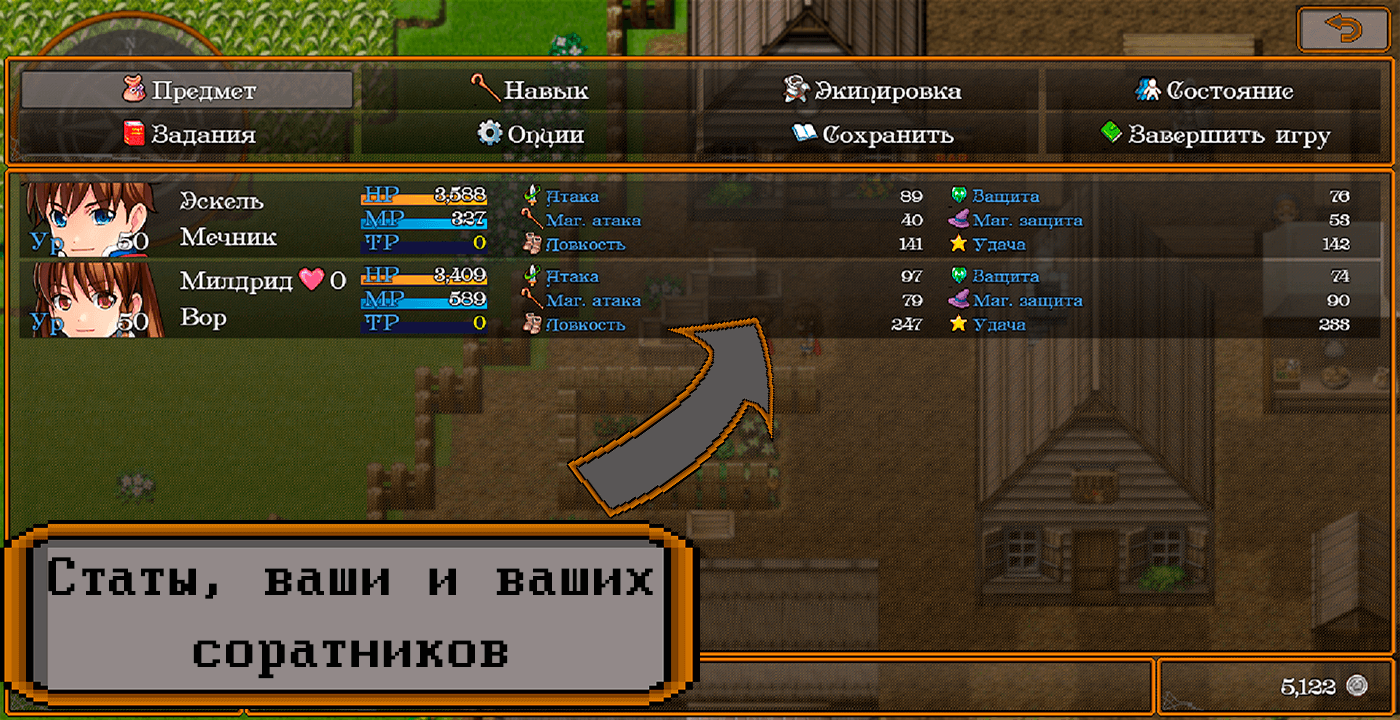 Предмет Навык Экицировка Состояние
Задания Опции Сохранить Завершить игру
Эскель HP 3,588 Атака 89 Защита 76
MP 327 Маг. атака 40 Маг. защита 53
Ур 50 Мечник TP 0 Ловкость 141 Удача 142
Милдрид 0 HP 3,409 Атака 97 Защита 74
MP 589 Маг. атака 79 Маг. защита 90
Ур 50 Вор TP 0 Ловкость 247 Удача 288
Статы, ваши и ваших
соратников
5,122